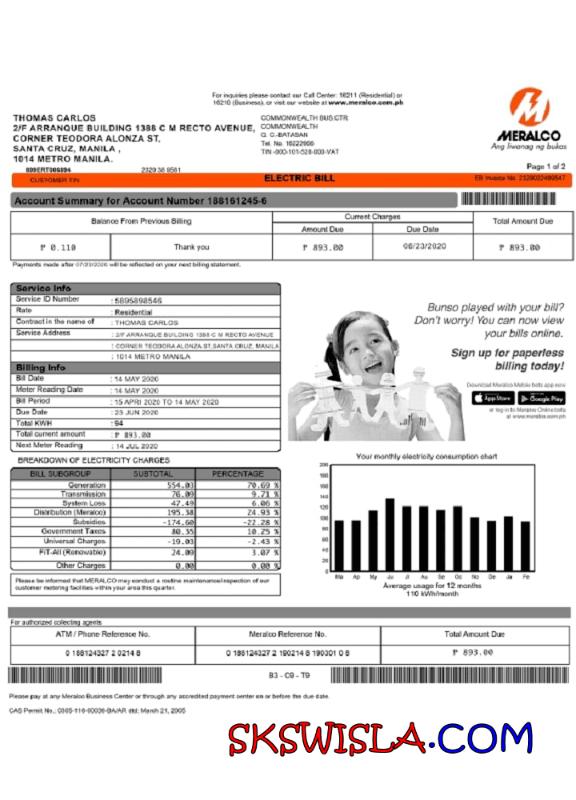 For inquiries please contact our Call Center: 16211 (Residential) or
16210 (Business), or visit our website at www.meralco.com.ph
MERALCO
Ang liwanag ng bukas
THOMAS CARLOS
2/F ARRANQUE BUILDING 1388 C M RECTO AVENUE,
CORNER TEODORA ALONZA ST,
SANTA CRUZ, MANILA ,
1014 METRO MANILA.
COMMONWEALTH BUS.CTR
COMMONWEALTH
Q. C.-BATASAN
Tel. No. 16222966
TIN -000-101-528-000-VAT
Page 1 of 2
2329 38 9561
CUSTOMER TIN
ELECTRIC BILL
Account Summary for Account Number 188161245-6
Balance From Previous Billing
Current Charges
Total Amount Due
Amount Due
Due Date
₱ 0.110
Thank you
₱ 893.00
06/23/2020
₱ 893.00
Payments made after 07/23/2020 will be reflected on your next billing statement.
Service Info
Service ID Number : 5895898546
Rate : Residential
Contract in the name of : THOMAS CARLOS
Service Address : 2/F ARRANQUE BUILDING 1388 C M RECTO AVENUE
: CORNER TEODORA ALONZA ST,SANTA CRUZ, MANILA
: 1014 METRO MANILA
Billing Info
Bill Date : 14 MAY 2020
Meter Reading Date : 14 MAY 2020
Bill Period : 15 APRI 2020 TO 14 MAY 2020
Due Date : 23 JUN 2020
Total KWH : 94
Total current amount : ₱ 893.00
Next Meter Reading : 14 JUL 2020
Bunso played with your bill?
Don't worry! You can now view
your bills online.
Sign up for paperless
billing today!
Download Meralco Mobile beta app now
App Store
Google Play
or log in to Meralco Online beta
at www.meralco.com.ph
BREAKDOWN OF ELECTRICITY CHARGES
BILL SUBGROUP SUBTOTAL PERCENTAGE
Generation 554.03 70.69 %
Transmission 76.09 9.71 %
System Loss 47.49 6.06 %
Distribution (Meralco) 195.38 24.93 %
Subsidies -174.60 -22.28 %
Government Taxes 80.35 10.25 %
Universal Charges -19.03 -2.43 %
FiT-All (Renewable) 24.09 3.07 %
Other Charges 0.00 0.00 %
Please be informed that MERALCO may conduct a routine maintenance/inspection of our
customer metering facilities within your area this quarter.
Your monthly electricity consumption chart
200
180
160
140
120
100
80
60
40
20
0
Ma Ap My Ju Jl Au Se Oc No De Ja Fe
Average usage for 12 months
110 kWh/month
For authorized collecting agents
ATM / Phone Reference No.
Meralco Reference No.
Total Amount Due
0 188124327 2 0214 8
0 188124327 2 190214 8 190301 0 8
₱ 893.00
B3 - C9 - T9
Please pay at any Meralco Business Center or through any accredited payment center on or before the due date.
CAS Permit No.: 0305-116-00036-BA/AR dtd: March 21, 2005
SKSWISLA.COM